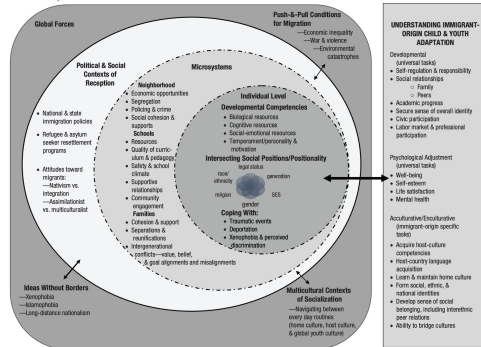 Global Forces
Push-&-Pull Conditions
for Migration
—Economic inequality
—War & violence
—Environmental
catastrophes
Political & Social
Contexts of
Reception
• National & state
immigration policies
• Refugee & asylum
seeker resettlement
programs
• Attitudes toward
migrants:
—Nativism vs.
integration
—Assimilationist
vs. multiculturalist
Microsystems
Neighborhood
• Economic opportunities
• Segregation
• Policing & crime
• Social cohesion &
supports
Schools
• Resources
• Quality of curric-
ulum & pedagogy
• Safety & school
climate
• Supportive
relationships
• Community
engagement
Families
• Cohesion & support
• Separations &
reunifications
• Intergenerational
conflicts—value, belief,
& goal alignments and misalignments
Individual Level
Developmental Competencies
• Biological resources
• Cognitive resources
• Social-emotional resources
• Temperament/personality &
motivation
Intersecting Social Positions/Positionality
legal status
race/
ethnicity
generation
religion
SES
gender
Coping With:
• Traumatic events
• Deportation
• Xenophobia & perceived
discrimination
Ideas Without Borders
—Xenophobia
—Islamophobia
—Long-distance nationalism
Multicultural Contexts
of Socialization
—Navigating between
every day routines
(home culture, host culture,
& global youth culture)
UNDERSTANDING IMMIGRANT-
ORIGIN CHILD & YOUTH
ADAPTATION
Developmental
(universal tasks)
• Self-regulation & responsibility
• Social relationships
o Family
o Peers
• Academic progress
• Secure sense of overall identity
• Civic participation
• Labor market & professional
participation
Psychological Adjustment
(universal tasks)
• Well-being
• Self-esteem
• Life satisfaction
• Mental health
Acculturative/Enculturative
(immigrant-origin specific
tasks)
• Acquire host-culture
competencies
• Host-country language
acquisition
• Learn & maintain home culture
• Form social, ethnic, &
national identities
• Develop sense of social
belonging, including interethnic
peer relations
• Ability to bridge cultures